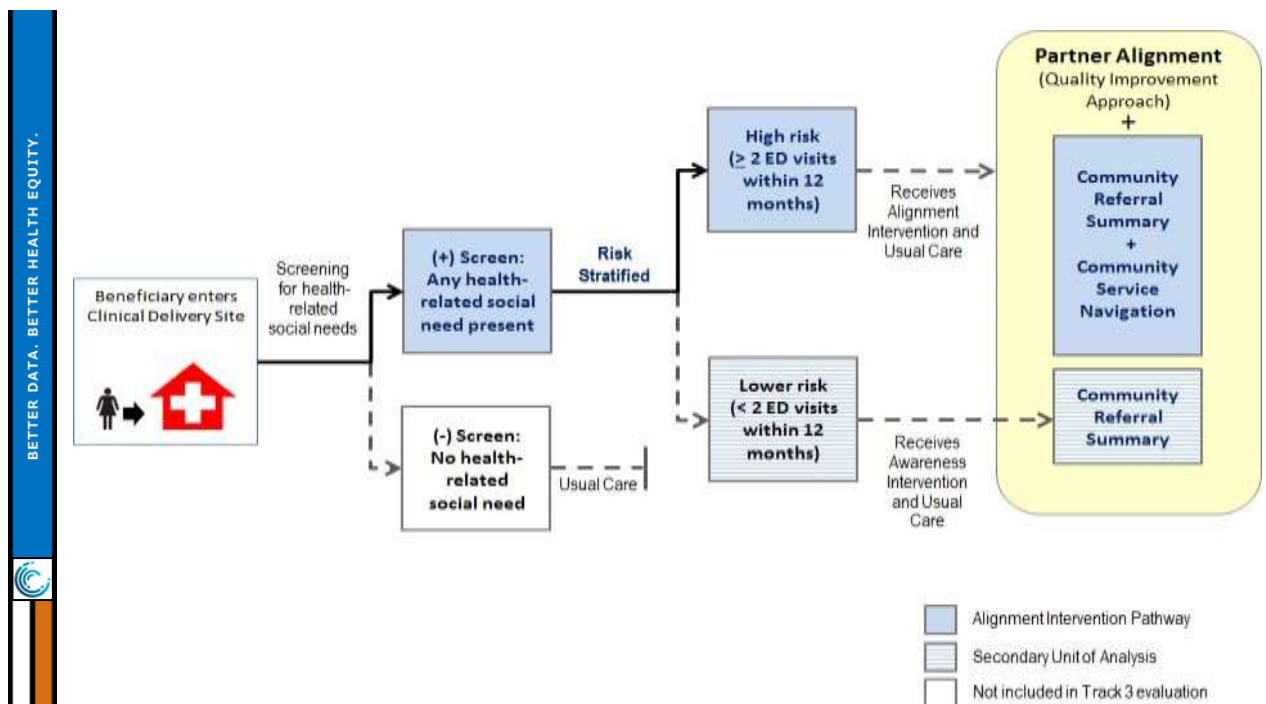 BETTER DATA. BETTER HEALTH EQUITY.
Beneficiary enters
Clinical Delivery Site
Screening
for health-
related
social needs
(+) Screen:
Any health-
related social
need present
(-) Screen:
No health-
related
social need
Usual Care
Risk
Stratified
High risk
(≥ 2 ED visits
within 12
months)
Receives
Alignment
Intervention and
Usual Care
Lower risk
(< 2 ED visits
within 12
months)
Receives
Awareness
Intervention
and Usual
Care
Partner Alignment
(Quality Improvement
Approach)
+
Community
Referral
Summary
+
Community
Service
Navigation
Community
Referral
Summary
Alignment Intervention Pathway
Secondary Unit of Analysis
Not included in Track 3 evaluation